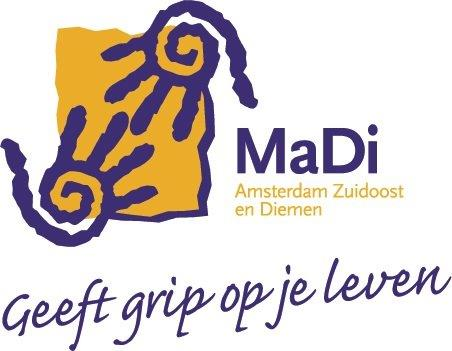 MaDi
Amsterdam Zuidoost
en Diemen
Geeft grip op je leven